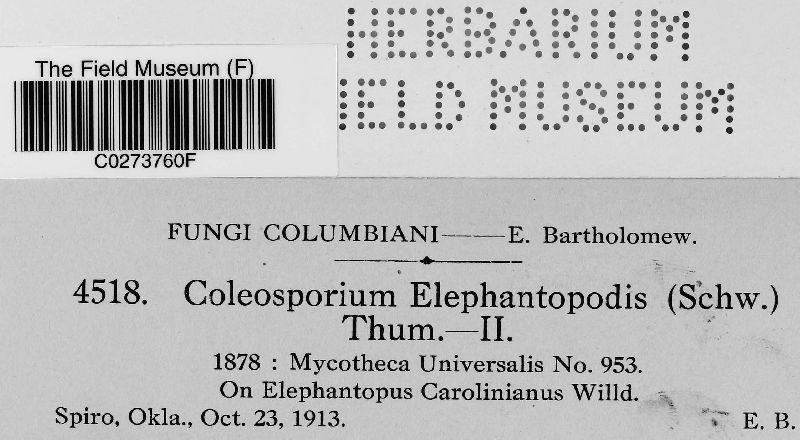 HERBARIUM
IELD MUSEUM
The Field Museum (F)
C0273760F
FUNGI COLUMBIANI——E. Bartholomew.
4518. Coleosporium Elephantopodis (Schw.)
Thum.—II.
1878 : Mycotheca Universalis No. 953.
On Elephantopus Carolinianus Willd.
Spiro, Okla., Oct. 23, 1913. E. B.